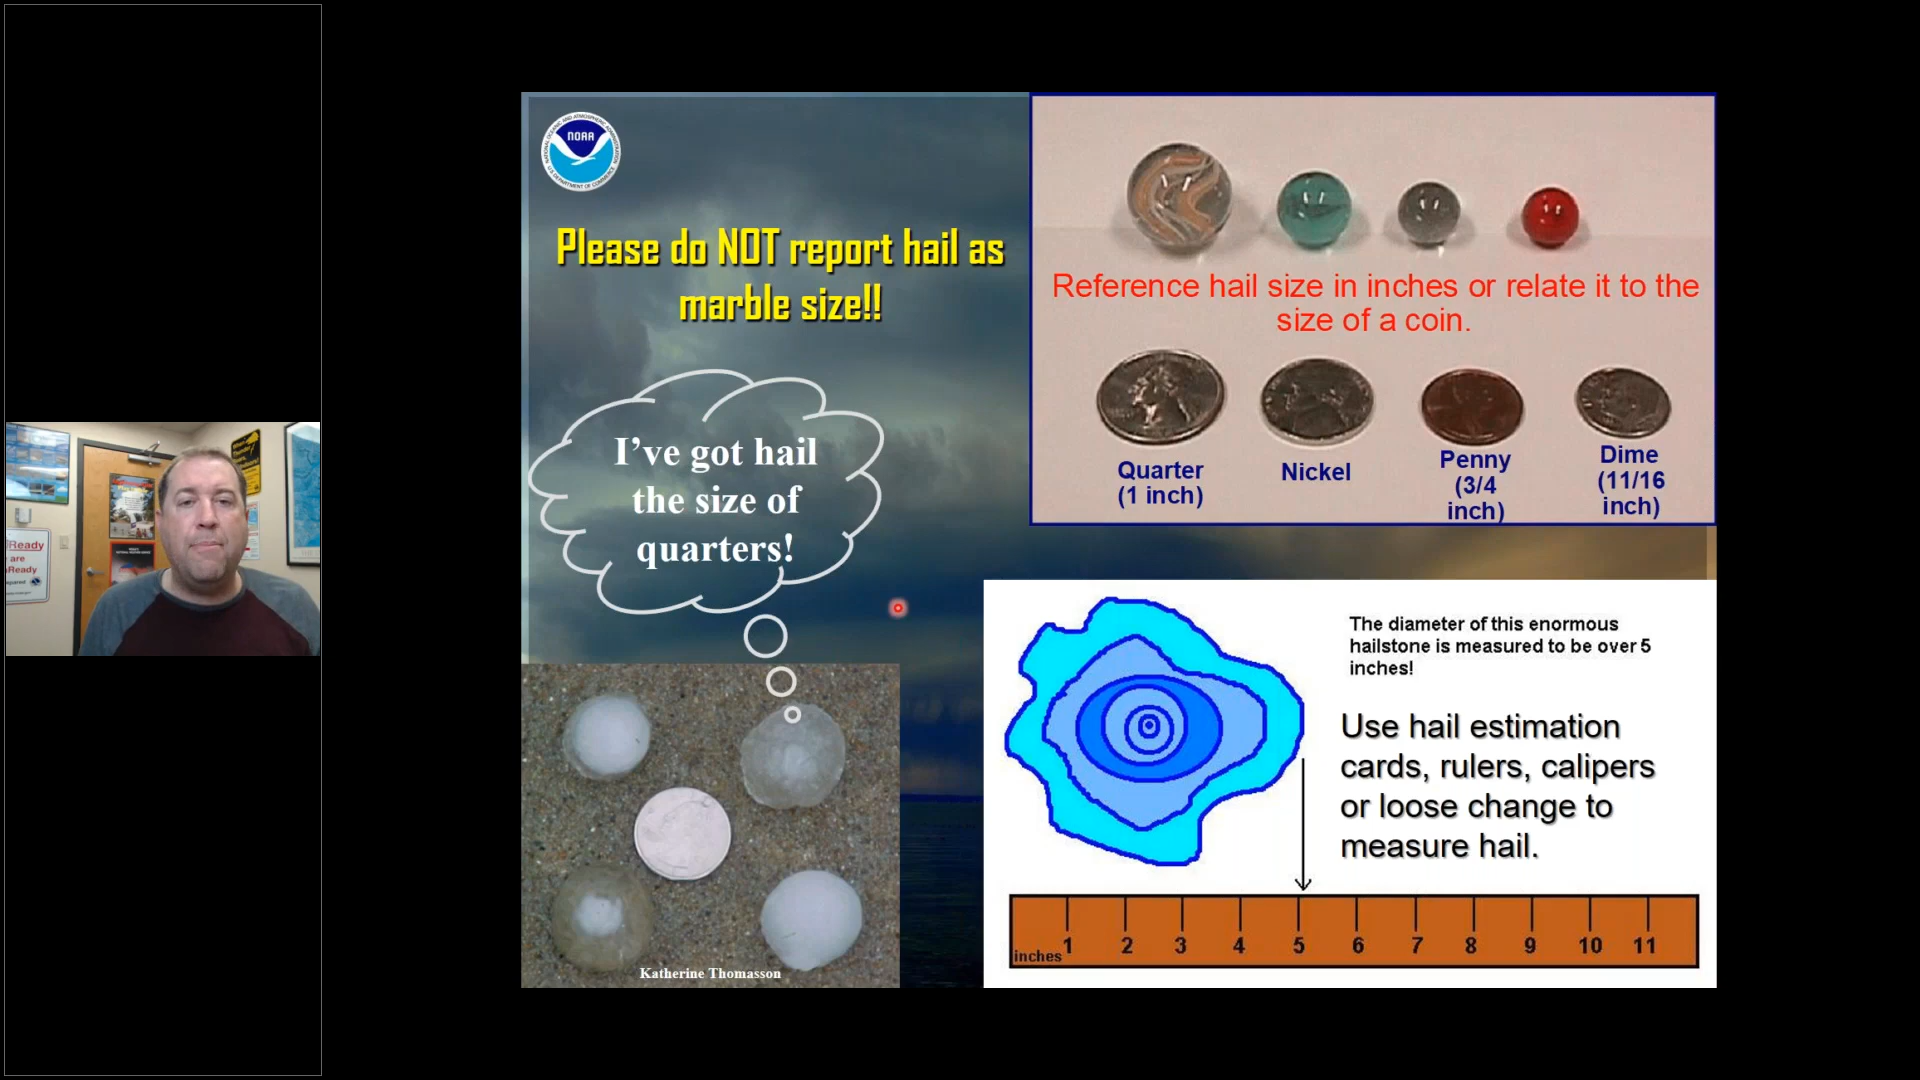 NOAA
Please do NOT report hail as
marble size!!
I've got hail
the size of
quarters!
Katherine Thomasson
Reference hail size in inches or relate it to the
size of a coin.
Quarter
(1 inch)
Nickel
Penny
(3/4
inch)
Dime
(11/16
inch)
The diameter of this enormous
hailstone is measured to be over 5
inches!
Use hail estimation
cards, rulers, calipers
or loose change to
measure hail.
inches 1 2 3 4 5 6 7 8 9 10 11
Ready
are
Ready